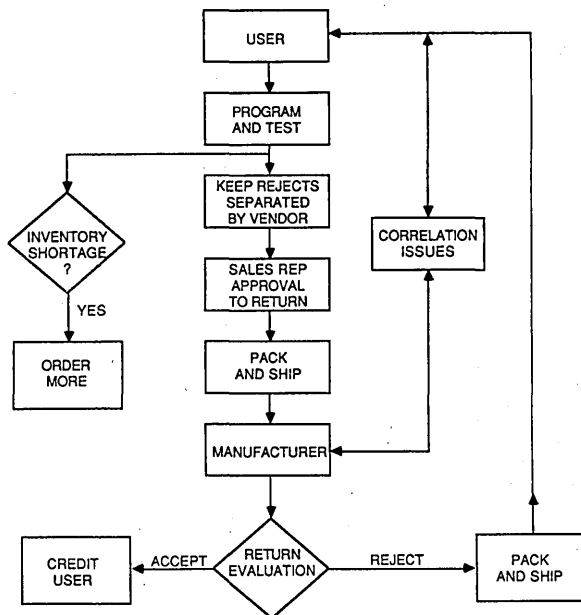 USER
PROGRAM
AND TEST
KEEP REJECTS
SEPARATED
BY VENDOR
INVENTORY
SHORTAGE
?
CORRELATION
ISSUES
SALES REP
APPROVAL
TO RETURN
YES
ORDER
MORE
PACK
AND SHIP
MANUFACTURER
RETURN
EVALUATION
ACCEPT
REJECT
CREDIT
USER
PACK
AND SHIP